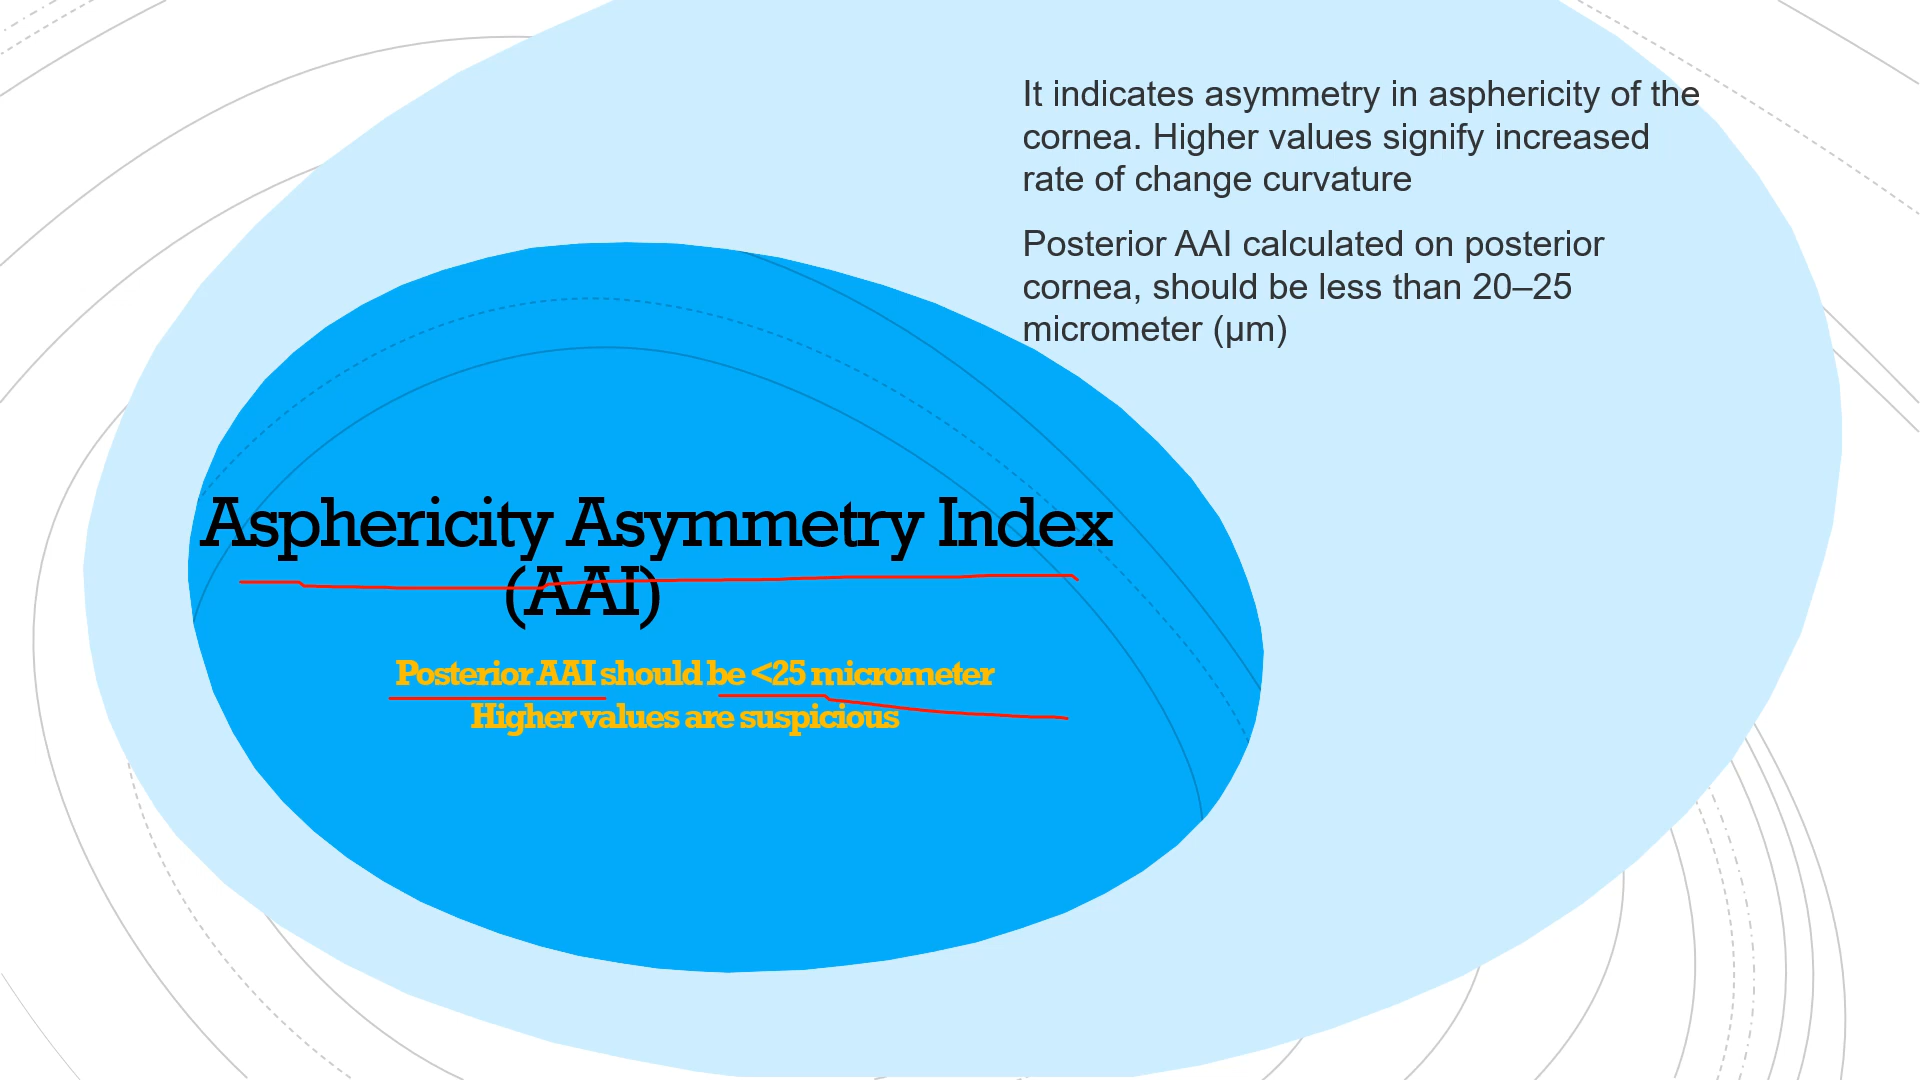 It indicates asymmetry in asphericity of the
cornea. Higher values signify increased
rate of change curvature
Posterior AAI calculated on posterior
cornea, should be less than 20–25
micrometer (μm)
Asphericity Asymmetry Index
(AAI)
Posterior AAI should be <25 micrometer
Higher values are suspicious